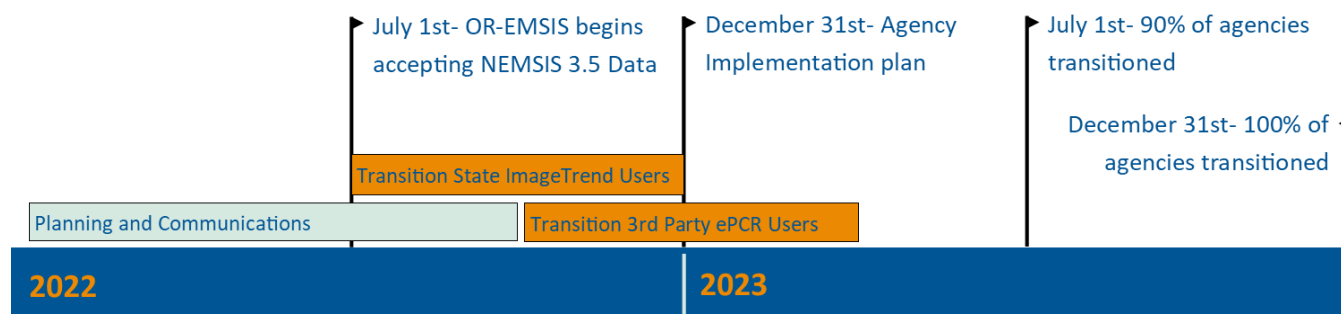 July 1st- OR-EMSIS begins
accepting NEMSIS 3.5 Data
December 31st- Agency
Implementation plan
July 1st- 90% of agencies
transitioned
December 31st- 100% of
agencies transitioned
Transition State ImageTrend Users
Planning and Communications
Transition 3rd Party ePCR Users
2022
2023